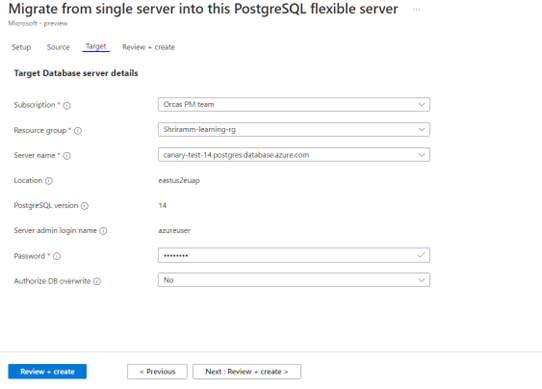 Migrate from single server into this PostgreSQL flexible server ...
Microsoft - preview
Setup Source Target Review + create
Target Database server details
Subscription * Orcas PM team
Resource group * Shriramm-learning-rg
Server name * canary-test-14.postgres.database.azure.com
Location eastus2euap
PostgreSQL version 14
Server admin login name azureuser
Password * ••••••••
Authorize DB overwrite No
Review + create < Previous Next : Review + create >